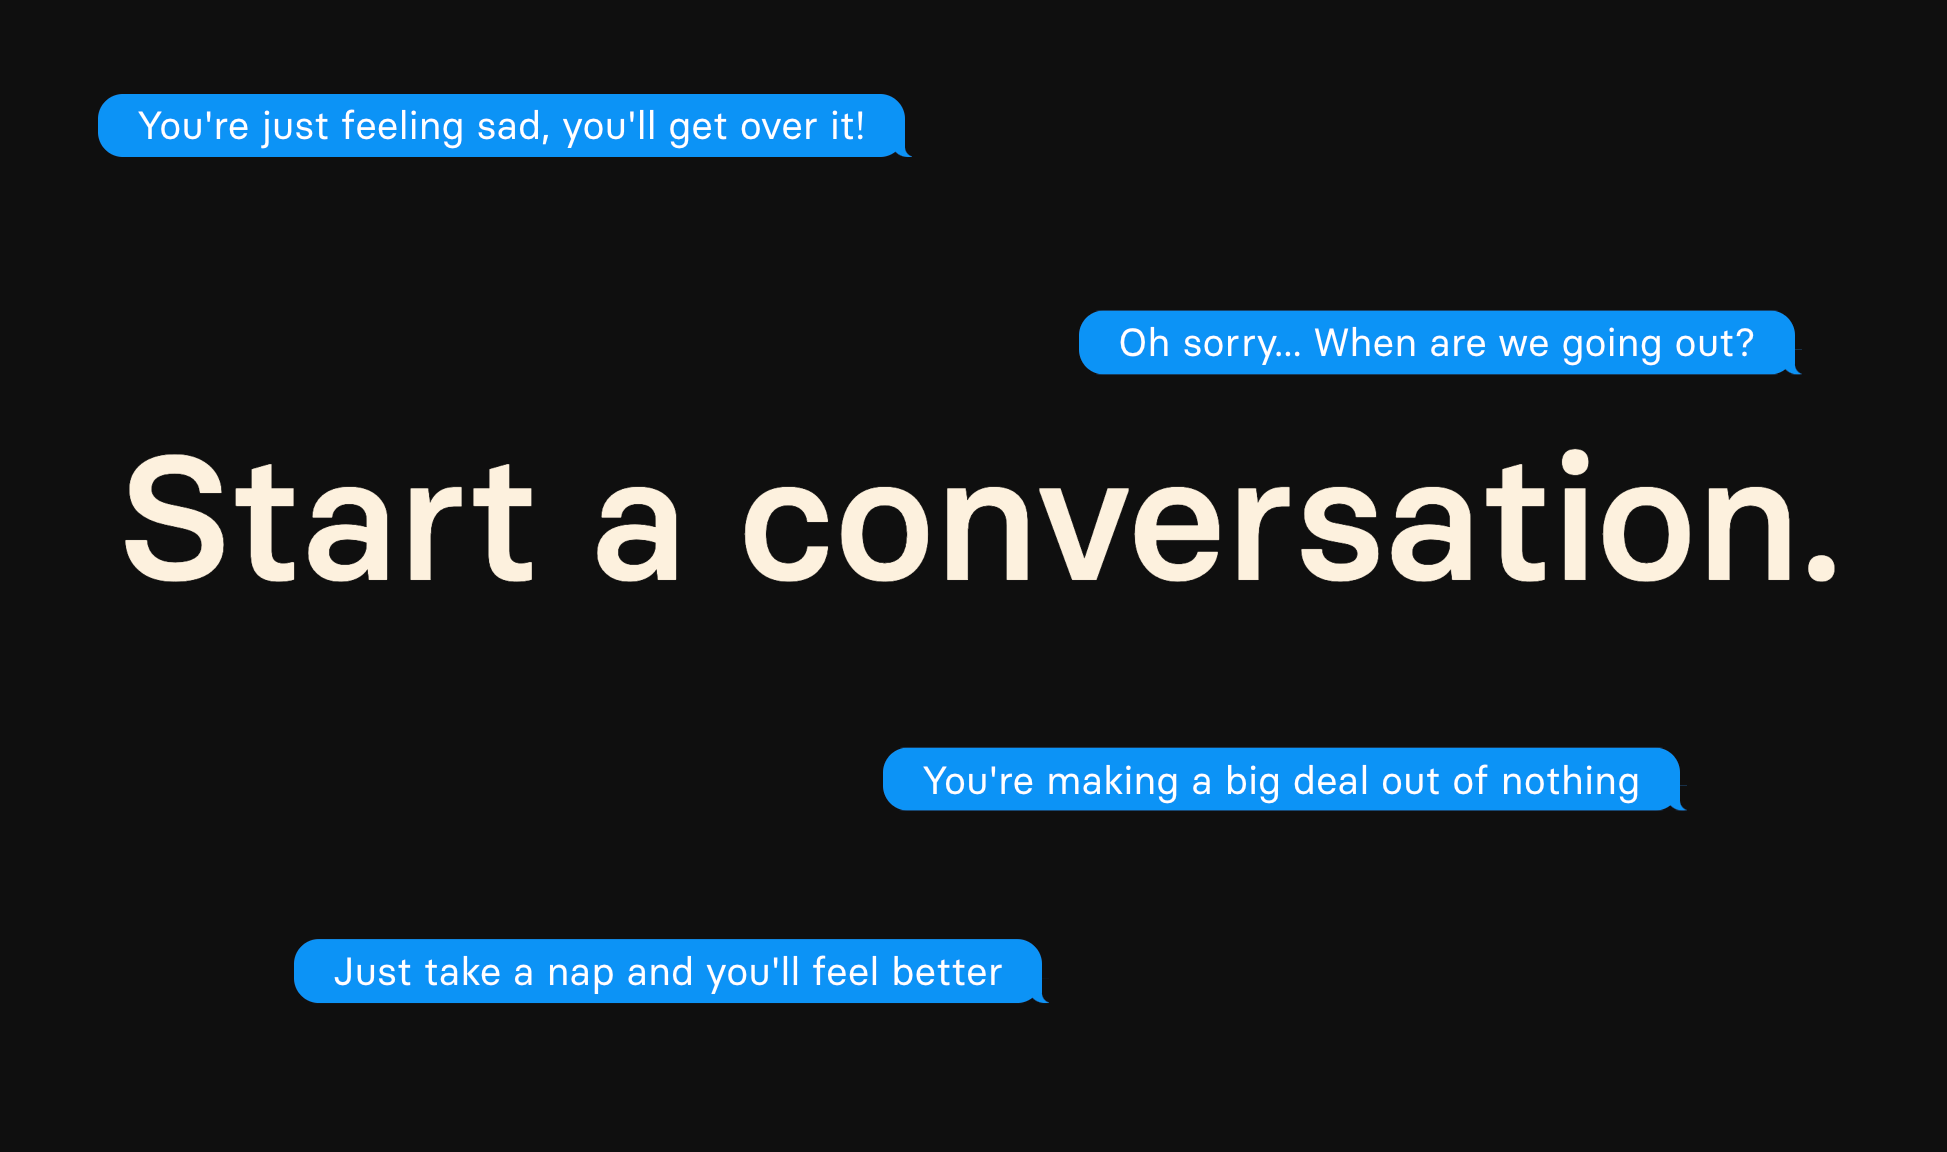 You're just feeling sad, you'll get over it!
Oh sorry... When are we going out?
Start a conversation.
You're making a big deal out of nothing
Just take a nap and you'll feel better